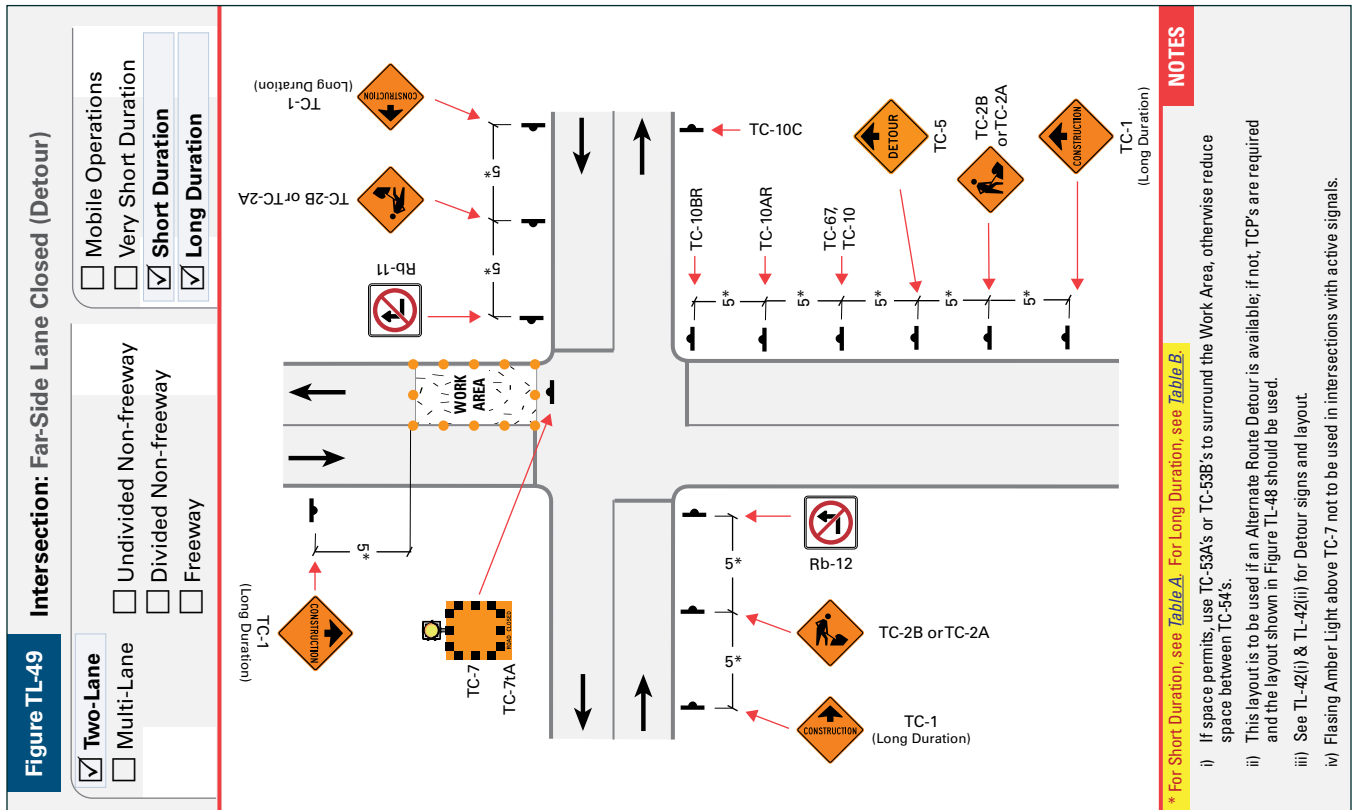 Figure TL-49
Intersection: Far-Side Lane Closed (Detour)
Two-Lane
Multi-Lane
Undivided Non-freeway
Divided Non-freeway
Freeway
Mobile Operations
Very Short Duration
Short Duration
Long Duration
TC-1
(Long Duration)
CONSTRUCTION
5*
TC-7
TC-7tA
ROAD CLOSED
WORK
AREA
Rb-11
5*
TC-2B or TC-2A
5*
TC-1
(Long Duration)
CONSTRUCTION
CONSTRUCTION
TC-1
(Long Duration)
5*
TC-2B or TC-2A
5*
Rb-12
TC-10C
TC-10BR
5*
TC-10AR
5*
TC-67,
TC-10
5*
DETOUR
TC-5
5*
TC-2B
or TC-2A
5*
CONSTRUCTION
TC-1
(Long Duration)
NOTES
* For Short Duration, see Table A. For Long Duration, see Table B.
i) If space permits, use TC-53A's or TC-53B's to surround the Work Area, otherwise reduce
space between TC-54's.
ii) This layout is to be used if an Alternate Route Detour is available; if not, TCP's are required
and the layout shown in Figure TL-48 should be used.
iii) See TL-42(i) & TL-42(ii) for Detour signs and layout.
iv) Flasing Amber Light above TC-7 not to be used in intersections with active signals.